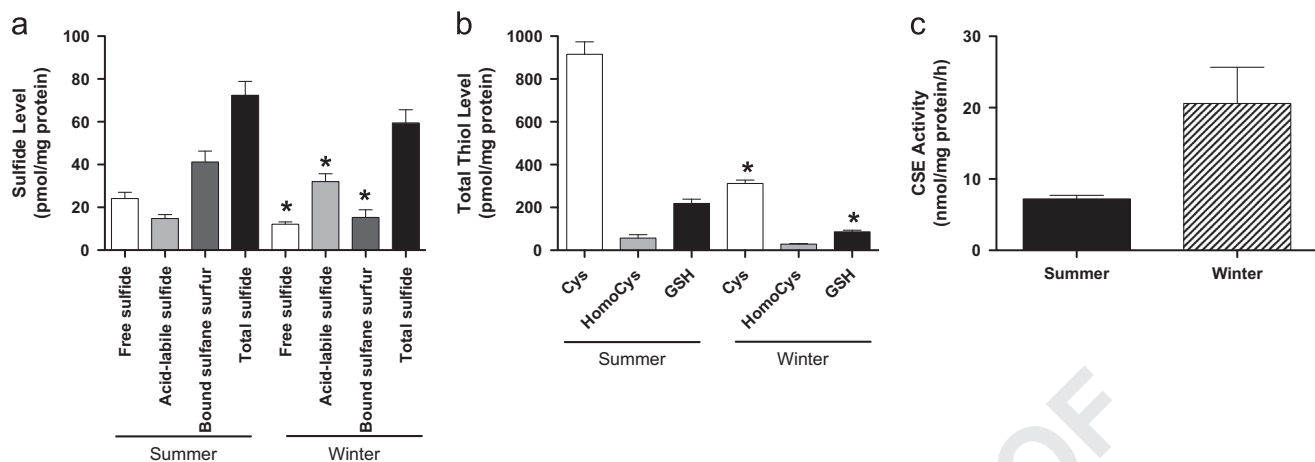 a
Sulfide Level
(pmol/mg protein)
100
80
60
40
20
0
*
*
*
Free sulfide
Acid-labile sulfide
Bound sulfane surfur
Total sulfide
Free sulfide
Acid-labile sulfide
Bound sulfane surfur
Total sulfide
Summer
Winter
b
Total Thiol Level
(pmol/mg protein)
1000
800
600
400
200
0
*
*
Cys
HomoCys
GSH
Cys
HomoCys
GSH
Summer
Winter
c
CSE Activity
(nmol/mg protein/h)
30
20
10
0
Summer
Winter
OF